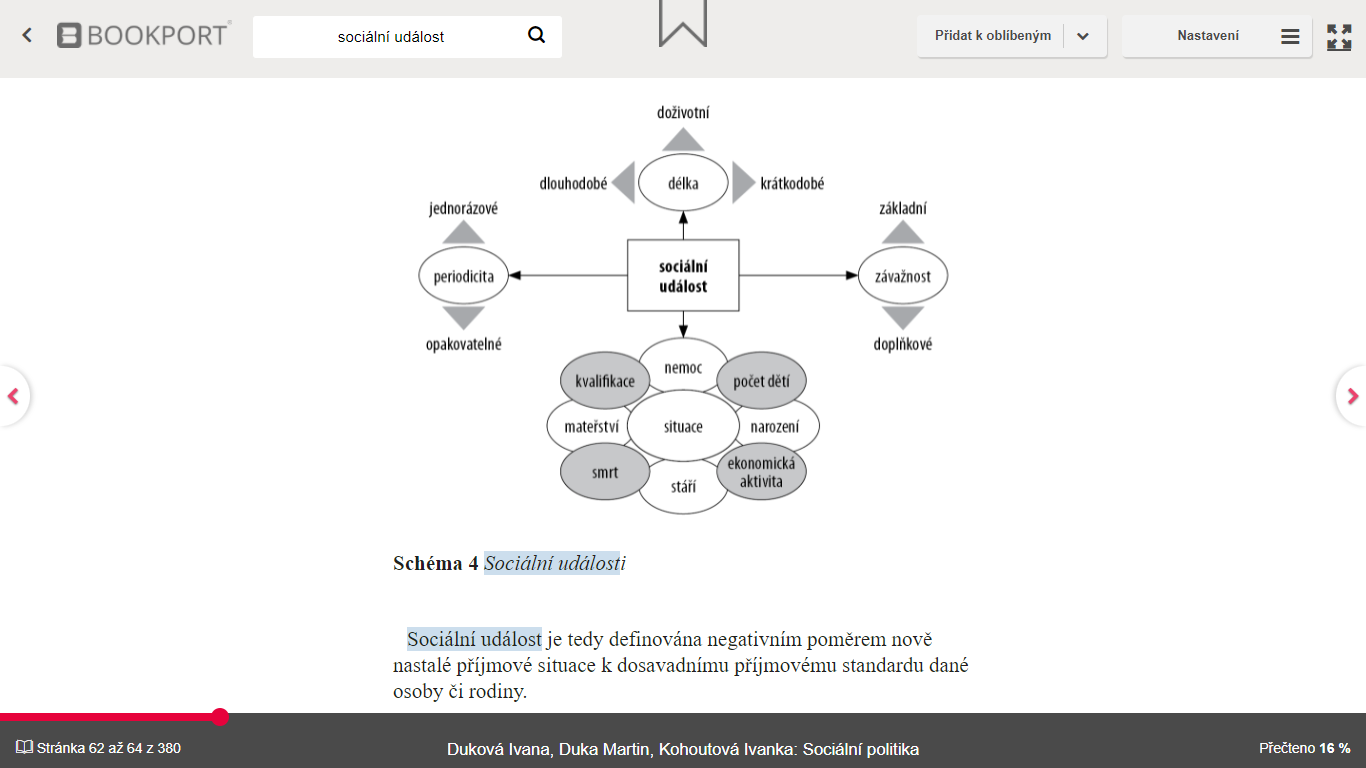 BOOKPORT®
sociální událost
Přidat k oblíbeným
Nastavení
doživotní
dlouhodobé
délka
krátkodobé
jednorázové
základní
periodicita
sociální
událost
závažnost
opakovatelné
doplňkové
nemoc
kvalifikace
počet dětí
mateřství
situace
narození
smrt
ekonomická
aktivita
stáří
Schéma 4 Sociální události
Sociální událost je tedy definována negativním poměrem nově
nastalé příjmové situace k dosavadnímu příjmovému standardu dané
osoby či rodiny.
Stránka 62 až 64 z 380
Duková Ivana, Duka Martin, Kohoutová Ivanka: Sociální politika
Přečteno 16 %